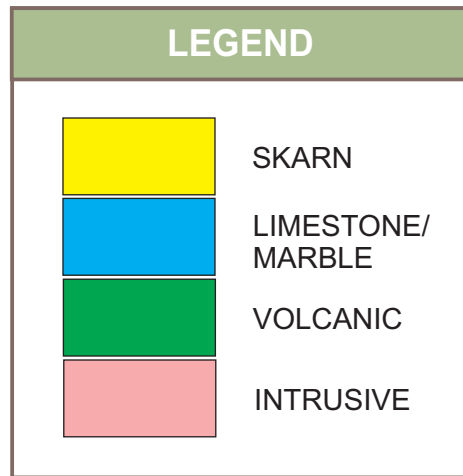 LEGEND
SKARN
LIMESTONE/
MARBLE
VOLCANIC
INTRUSIVE